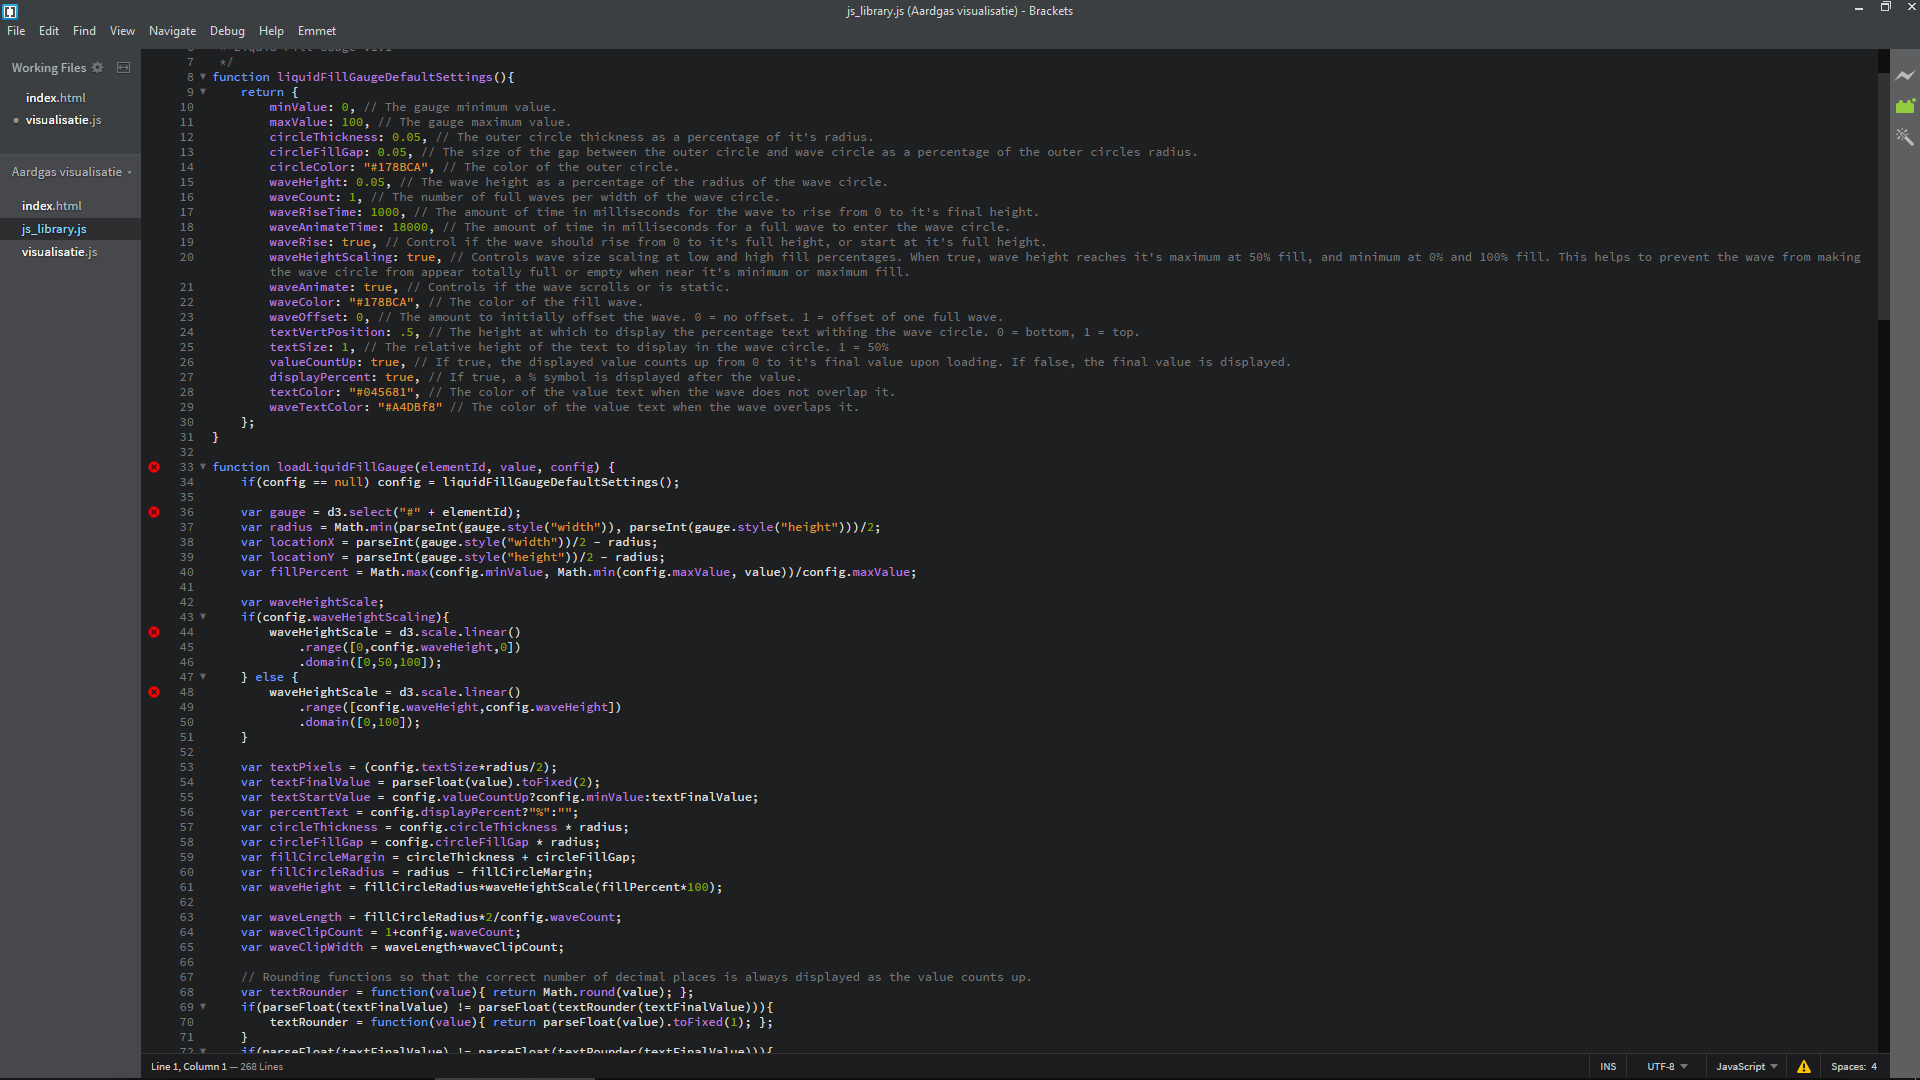 js_library.js (Aardgas visualisatie) - Brackets
File Edit Find View Navigate Debug Help Emmet
Working Files
index.html
visualisatie.js
Aardgas visualisatie
index.html
js_library.js
visualisatie.js
7 */
8 function liquidFillGaugeDefaultSettings(){
9 return {
10 minValue: 0, // The gauge minimum value.
11 maxValue: 100, // The gauge maximum value.
12 circleThickness: 0.05, // The outer circle thickness as a percentage of it's radius.
13 circleFillGap: 0.05, // The size of the gap between the outer circle and wave circle as a percentage of the outer circles radius.
14 circleColor: "#178BCA", // The color of the outer circle.
15 waveHeight: 0.05, // The wave height as a percentage of the radius of the wave circle.
16 waveCount: 1, // The number of full waves per width of the wave circle.
17 waveRiseTime: 1000, // The amount of time in milliseconds for the wave to rise from 0 to it's final height.
18 waveAnimateTime: 18000, // The amount of time in milliseconds for a full wave to enter the wave circle.
19 waveRise: true, // Control if the wave should rise from 0 to it's full height, or start at it's full height.
20 waveHeightScaling: true, // Controls wave size scaling at low and high fill percentages. When true, wave height reaches it's maximum at 50% fill, and minimum at 0% and 100% fill. This helps to prevent the wave from making
the wave circle from appear totally full or empty when near it's minimum or maximum fill.
21 waveAnimate: true, // Controls if the wave scrolls or is static.
22 waveColor: "#178BCA", // The color of the fill wave.
23 waveOffset: 0, // The amount to initially offset the wave. 0 = no offset. 1 = offset of one full wave.
24 textVertPosition: .5, // The height at which to display the percentage text withing the wave circle. 0 = bottom, 1 = top.
25 textSize: 1, // The relative height of the text to display in the wave circle. 1 = 50%
26 valueCountUp: true, // If true, the displayed value counts up from 0 to it's final value upon loading. If false, the final value is displayed.
27 displayPercent: true, // If true, a % symbol is displayed after the value.
28 textColor: "#045681", // The color of the value text when the wave does not overlap it.
29 waveTextColor: "#A4DBf8" // The color of the value text when the wave overlaps it.
30 };
31 }
32
33 function loadLiquidFillGauge(elementId, value, config) {
34 if(config == null) config = liquidFillGaugeDefaultSettings();
35
36 var gauge = d3.select("#" + elementId);
37 var radius = Math.min(parseInt(gauge.style("width")), parseInt(gauge.style("height")))/2;
38 var locationX = parseInt(gauge.style("width"))/2 - radius;
39 var locationY = parseInt(gauge.style("height"))/2 - radius;
40 var fillPercent = Math.max(config.minValue, Math.min(config.maxValue, value))/config.maxValue;
41
42 var waveHeightScale;
43 if(config.waveHeightScaling){
44 waveHeightScale = d3.scale.linear()
45 .range([0,config.waveHeight,0])
46 .domain([0,50,100]);
47 } else {
48 waveHeightScale = d3.scale.linear()
49 .range([config.waveHeight,config.waveHeight])
50 .domain([0,100]);
51 }
52
53 var textPixels = (config.textSize*radius/2);
54 var textFinalValue = parseFloat(value).toFixed(2);
55 var textStartValue = config.valueCountUp?config.minValue:textFinalValue;
56 var percentText = config.displayPercent?"%":"";
57 var circleThickness = config.circleThickness * radius;
58 var circleFillGap = config.circleFillGap * radius;
59 var fillCircleMargin = circleThickness + circleFillGap;
60 var fillCircleRadius = radius - fillCircleMargin;
61 var waveHeight = fillCircleRadius*waveHeightScale(fillPercent*100);
62
63 var waveLength = fillCircleRadius*2/config.waveCount;
64 var waveClipCount = 1+config.waveCount;
65 var waveClipWidth = waveLength*waveClipCount;
66
67 // Rounding functions so that the correct number of decimal places is always displayed as the value counts up.
68 var textRounder = function(value){ return Math.round(value); };
69 if(parseFloat(textFinalValue) != parseFloat(textRounder(textFinalValue))){
70 textRounder = function(value){ return parseFloat(value).toFixed(1); };
71 }
72 if(parseFloat(textFinalValue) != parseFloat(textRounder(textFinalValue))){
Line 1, Column 1 — 268 Lines
INS UTF-8 JavaScript Spaces: 4